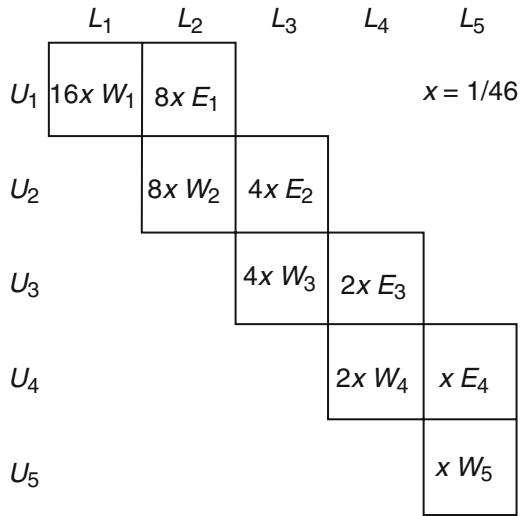 L₁ L₂ L₃ L₄ L₅
U₁ 16x W₁ 8x E₁ x = 1/46
U₂ 8x W₂ 4x E₂
U₃ 4x W₃ 2x E₃
U₄ 2x W₄ x E₄
U₅ x W₅